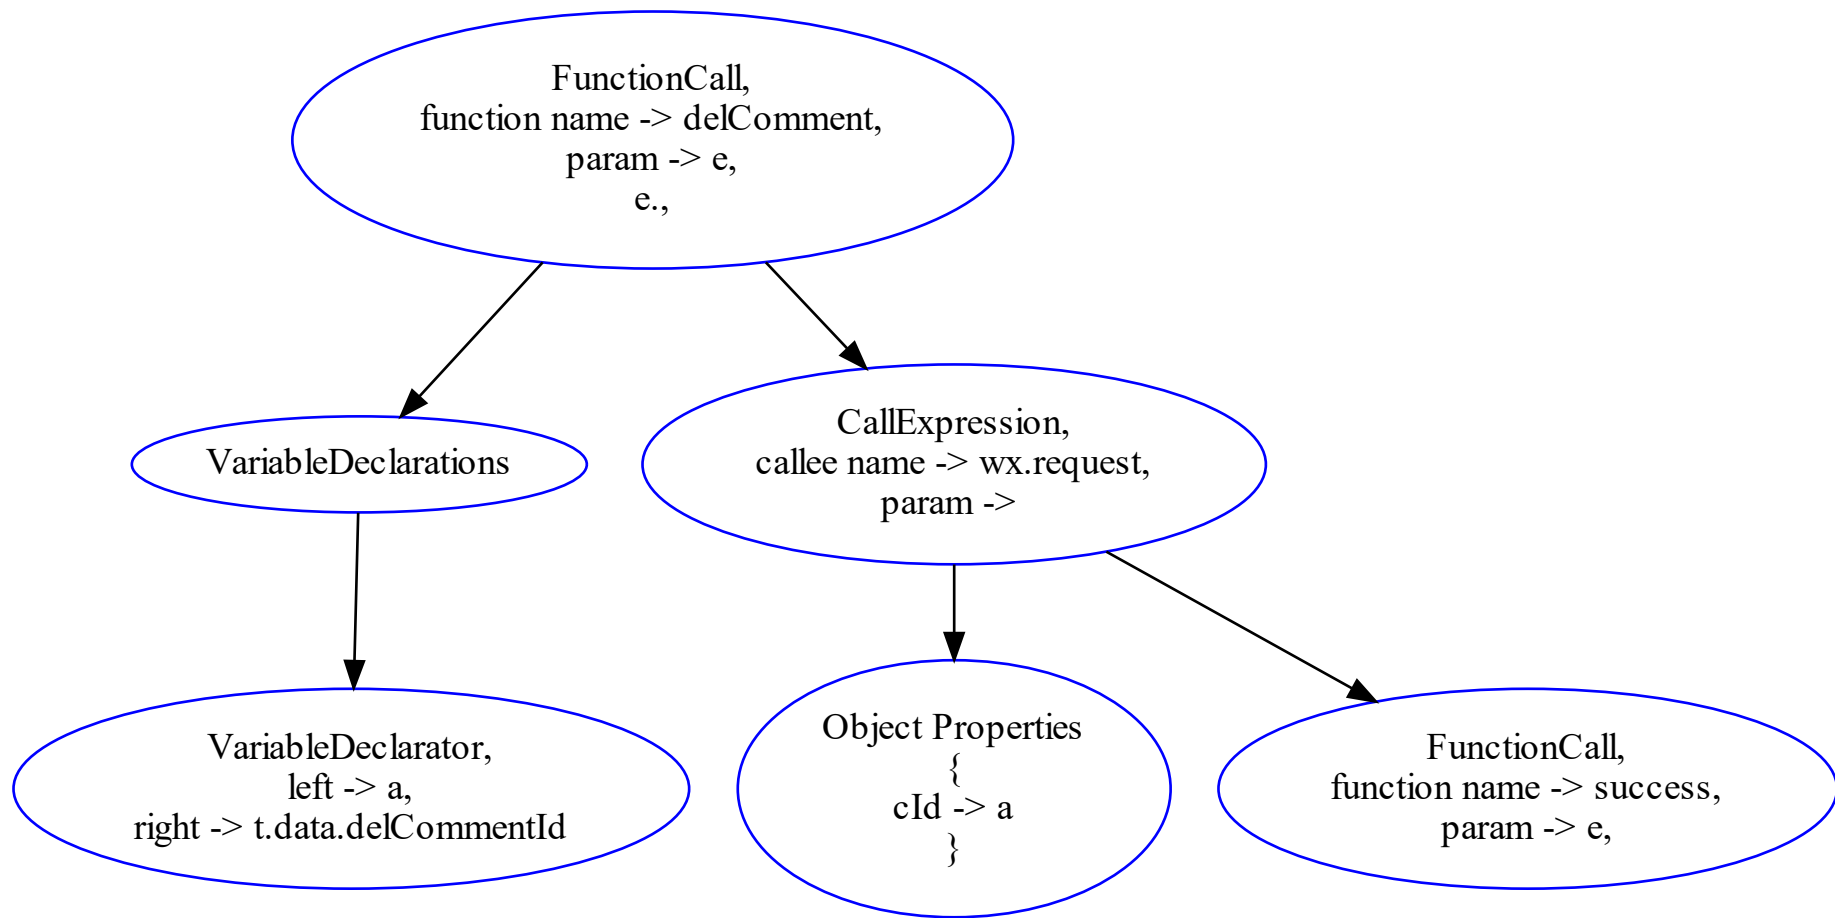 FunctionCall,
function name -> delComment,
param -> e,
e.,
VariableDeclarations
CallExpression,
callee name -> wx.request,
param ->
VariableDeclarator,
left -> a,
right -> t.data.delCommentId
Object Properties
{
cId -> a
}
FunctionCall,
function name -> success,
param -> e,